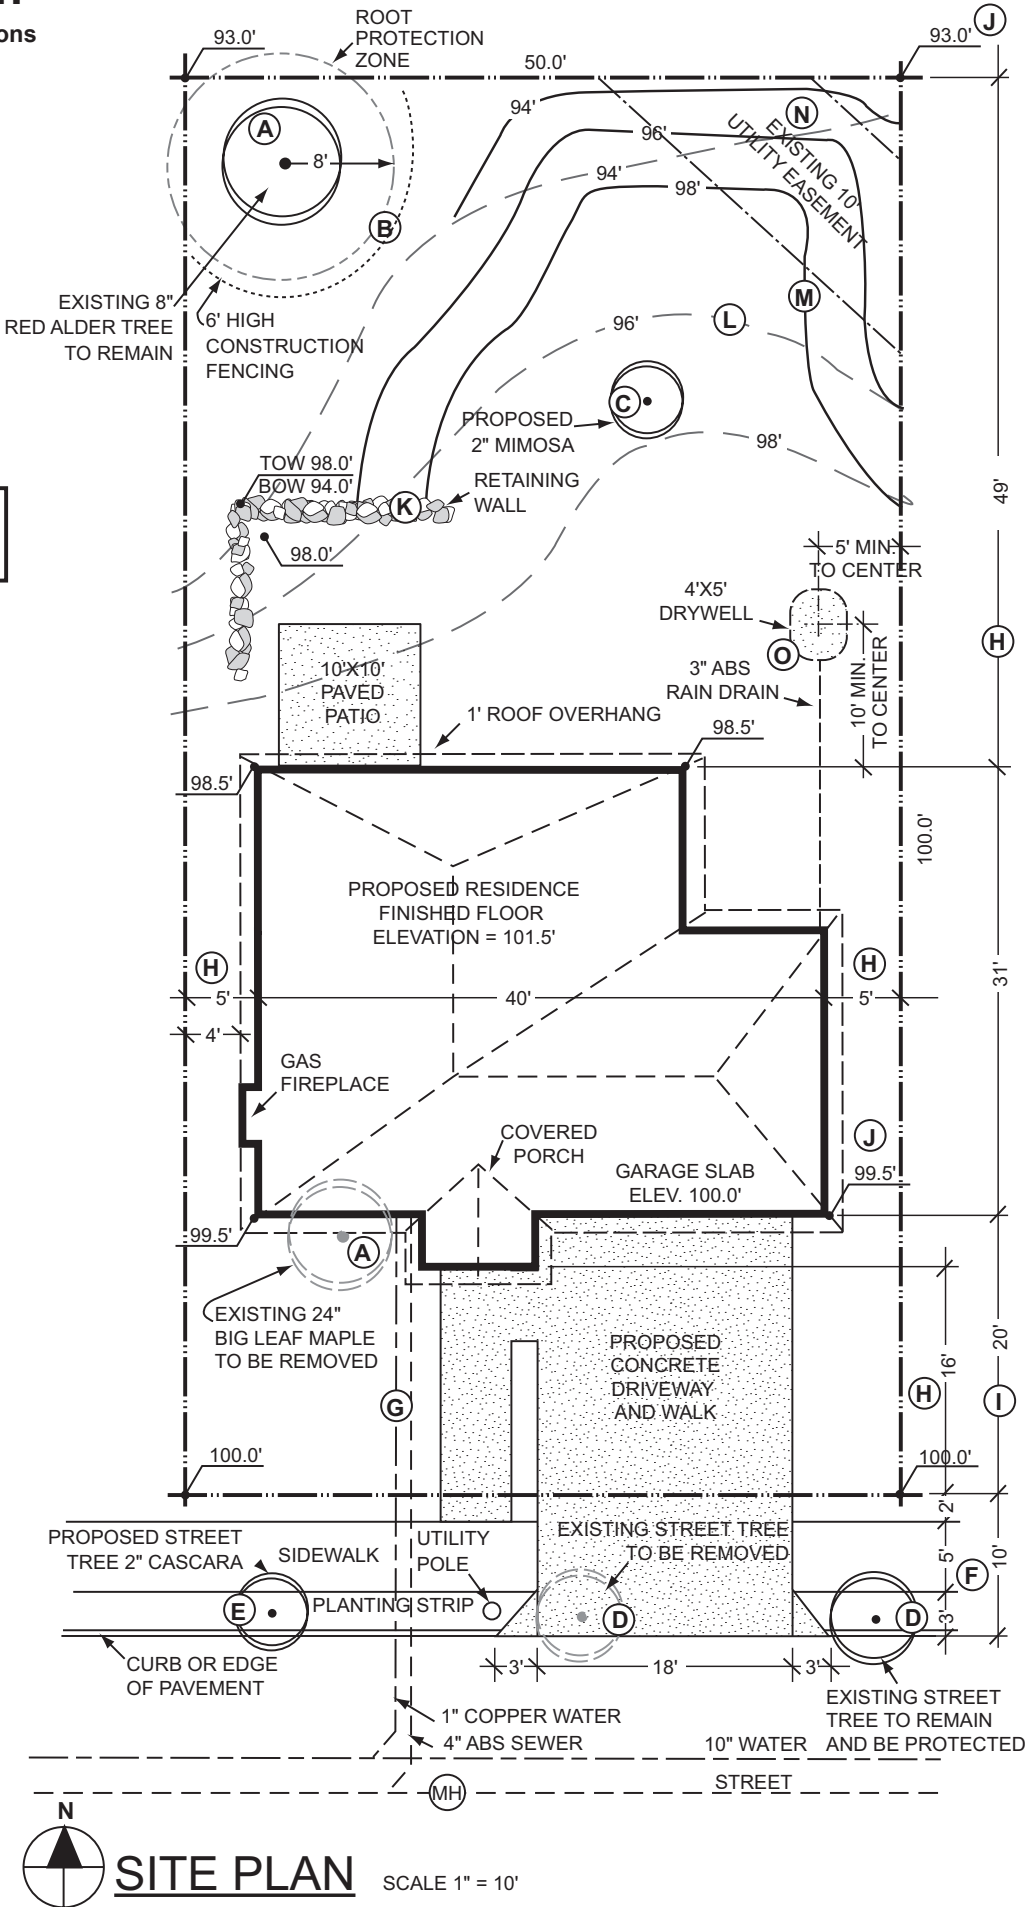 ons
93.0'
ROOT
PROTECTION
ZONE
50.0'
93.0'
J
A
8'
B
94'
96'
94'
98'
N
EXISTING 10'
UTILITY EASEMENT
M
EXISTING 8"
RED ALDER TREE
TO REMAIN
6' HIGH
CONSTRUCTION
FENCING
96'
L
C
PROPOSED
2" MIMOSA
98'
TOW 98.0'
BOW 94.0'
K
RETAINING
WALL
49'
98.0'
5' MIN.
TO CENTER
4'X5'
DRYWELL
O
H
3" ABS
RAIN DRAIN
10' MIN.
TO CENTER
10'X10'
PAVED
PATIO
1' ROOF OVERHANG
98.5'
98.5'
100.0'
PROPOSED RESIDENCE
FINISHED FLOOR
ELEVATION = 101.5'
H
H
31'
5'
40'
5'
4'
GAS
FIREPLACE
COVERED
PORCH
J
GARAGE SLAB
ELEV. 100.0'
99.5'
99.5'
A
EXISTING 24"
BIG LEAF MAPLE
TO BE REMOVED
PROPOSED
CONCRETE
DRIVEWAY
AND WALK
20'
16'
G
H
I
100.0'
100.0'
2'
PROPOSED STREET
TREE 2" CASCARA
SIDEWALK
UTILITY
POLE
EXISTING STREET TREE
TO BE REMOVED
5'
10'
F
E
PLANTING STRIP
D
D
3'
CURB OR EDGE
OF PAVEMENT
3'
18'
3'
EXISTING STREET
TREE TO REMAIN
AND BE PROTECTED
1" COPPER WATER
4" ABS SEWER
10" WATER
STREET
MH
N
SITE PLAN
SCALE 1" = 10'